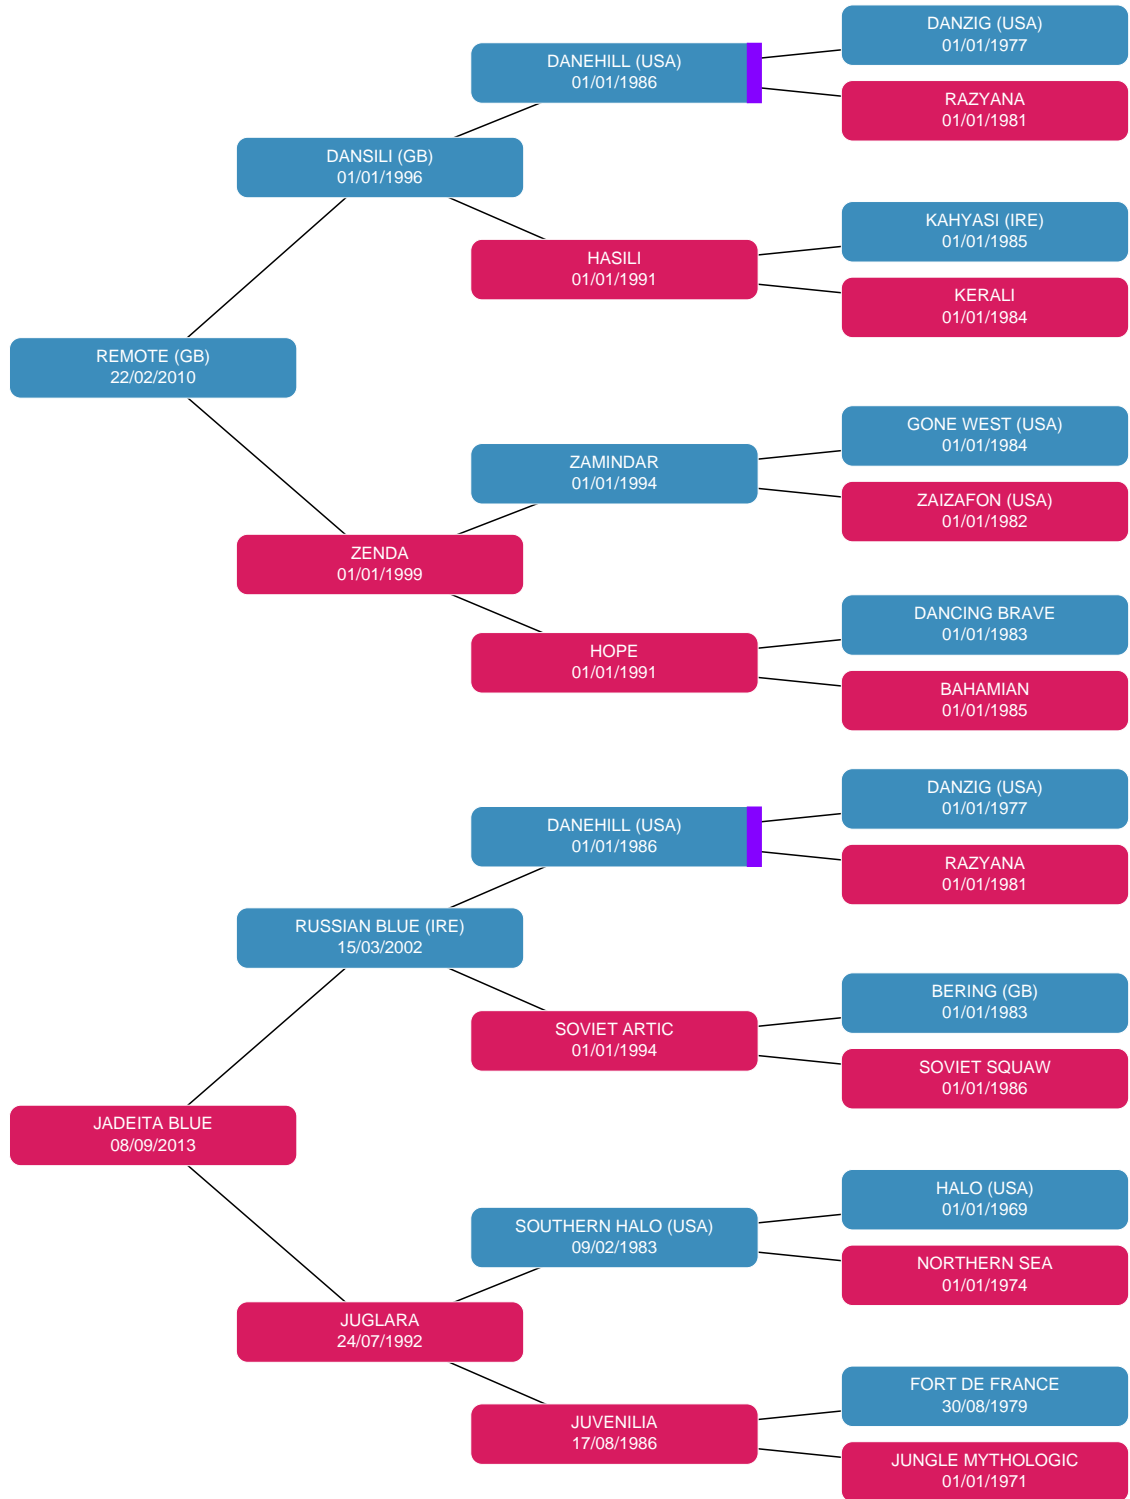 DANZIG (USA)
01/01/1977
DANEHILL (USA)
01/01/1986
RAZYANA
01/01/1981
DANSILI (GB)
01/01/1996
KAHYASI (IRE)
01/01/1985
HASILI
01/01/1991
KERALI
01/01/1984
REMOTE (GB)
22/02/2010
GONE WEST (USA)
01/01/1984
ZAMINDAR
01/01/1994
ZAIZAFON (USA)
01/01/1982
ZENDA
01/01/1999
DANCING BRAVE
01/01/1983
HOPE
01/01/1991
BAHAMIAN
01/01/1985
DANZIG (USA)
01/01/1977
DANEHILL (USA)
01/01/1986
RAZYANA
01/01/1981
RUSSIAN BLUE (IRE)
15/03/2002
BERING (GB)
01/01/1983
SOVIET ARTIC
01/01/1994
SOVIET SQUAW
01/01/1986
JADEITA BLUE
08/09/2013
HALO (USA)
01/01/1969
SOUTHERN HALO (USA)
09/02/1983
NORTHERN SEA
01/01/1974
JUGLARA
24/07/1992
FORT DE FRANCE
30/08/1979
JUVENILIA
17/08/1986
JUNGLE MYTHOLOGIC
01/01/1971